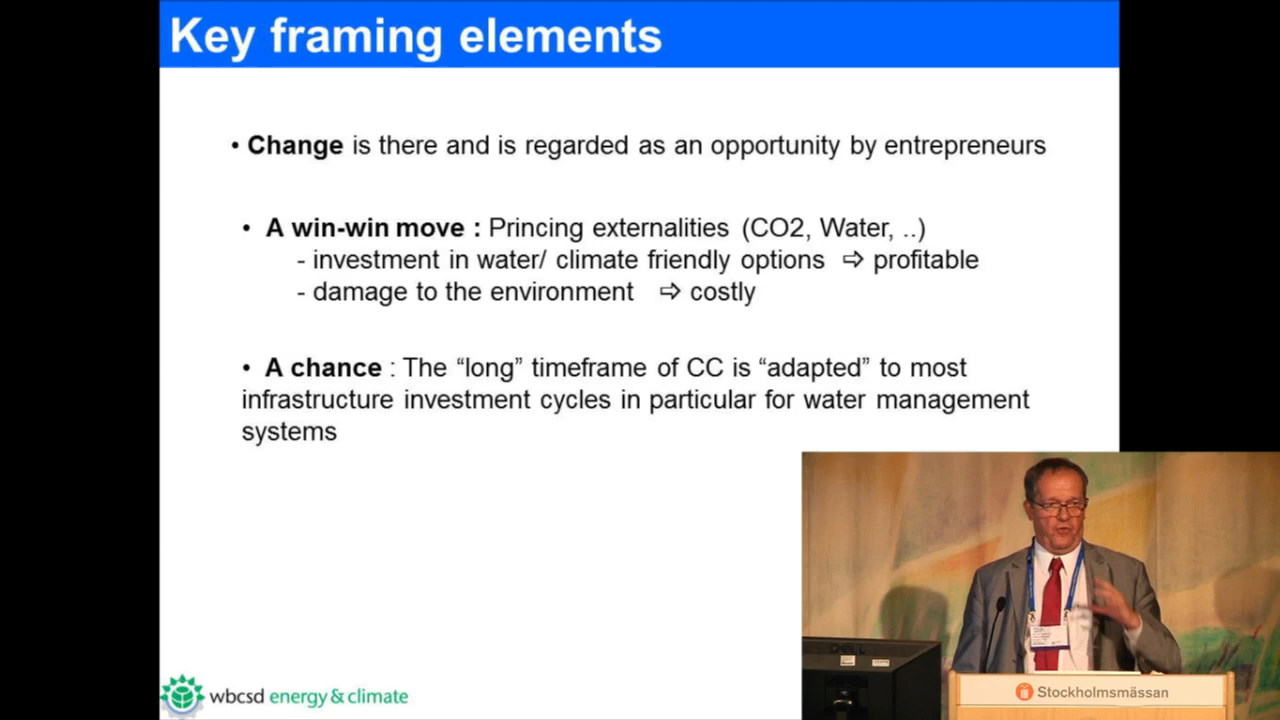 Key framing elements
• Change is there and is regarded as an opportunity by entrepreneurs
• A win-win move : Princing externalities (CO2, Water, ..)
- investment in water/ climate friendly options ⇨ profitable
- damage to the environment ⇨ costly
• A chance : The “long” timeframe of CC is “adapted” to most
infrastructure investment cycles in particular for water management
systems
wbcsd energy & climate
DELL
Stockholmsmässan